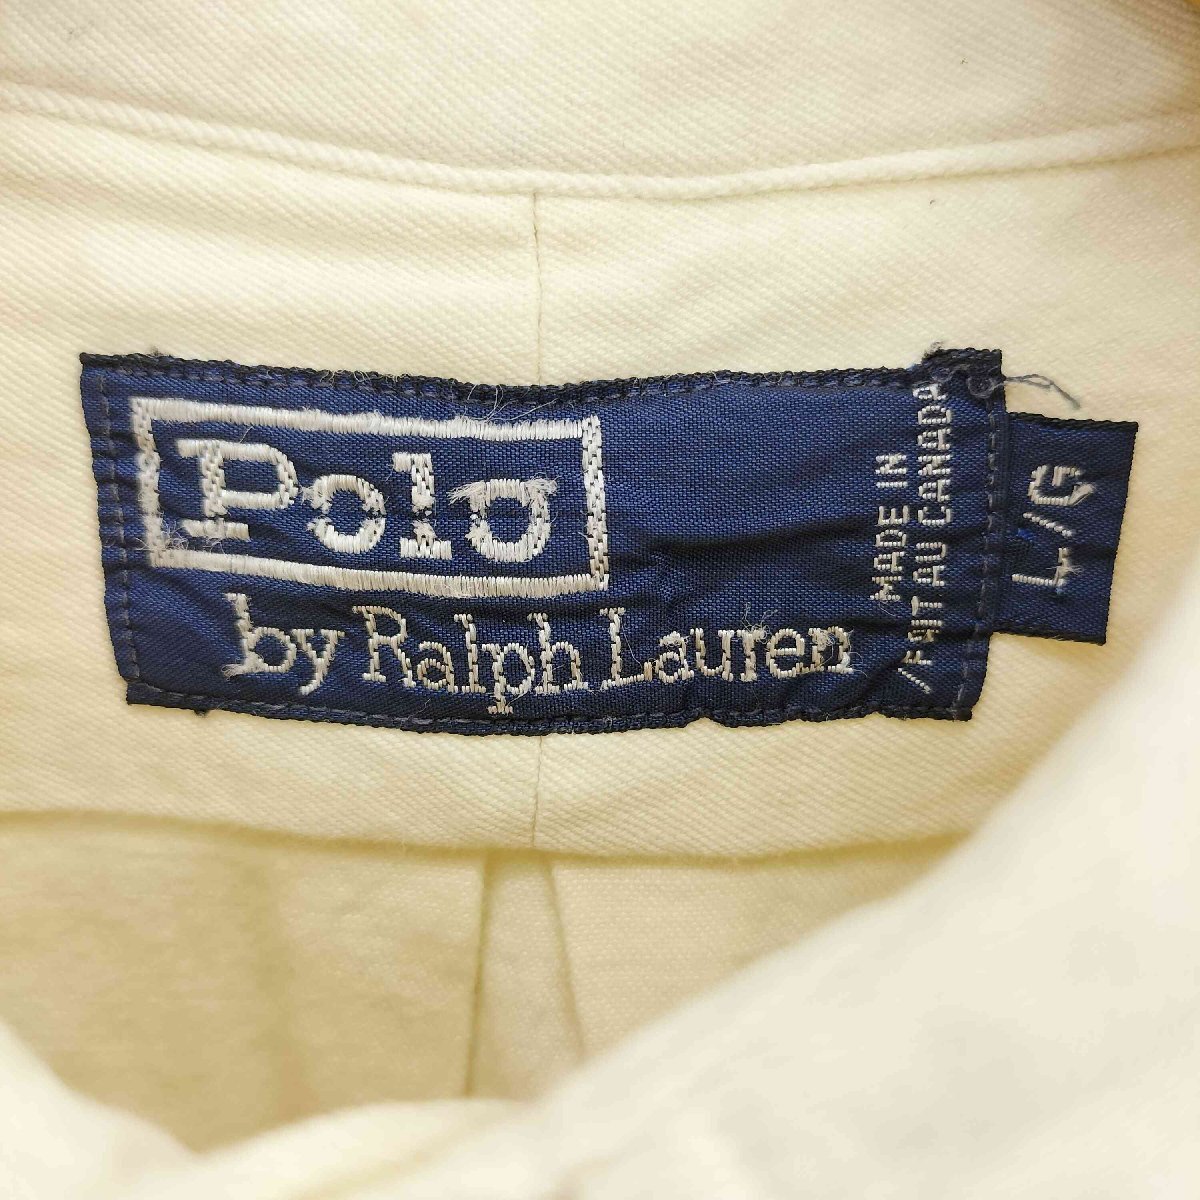 Polo
by Ralph Lauren
MADE IN
/FAIT AU CANADA
L/G